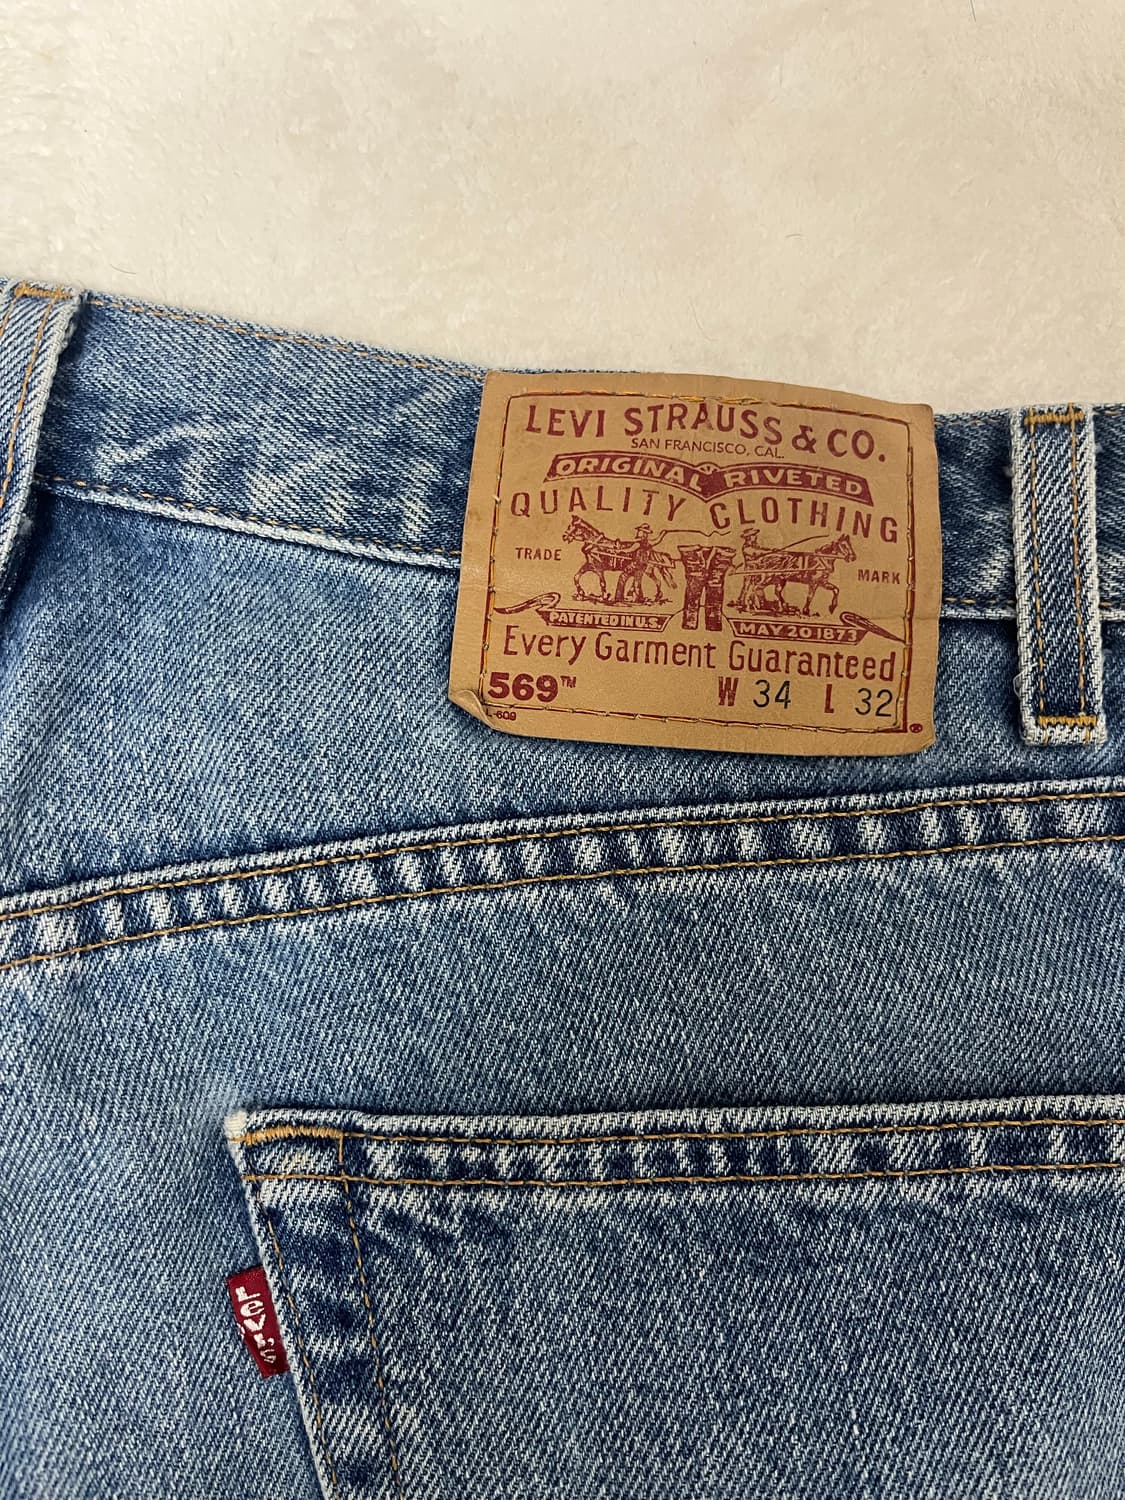 LEVI STRAUSS & CO.
SAN FRANCISCO, CAL.
ORIGINAL RIVETED
QUALITY CLOTHING
TRADE MARK
PATENTED IN U.S. MAY 20 1873
Every Garment Guaranteed
569™ W 34 L 32
L-609 ®
LeVI'S